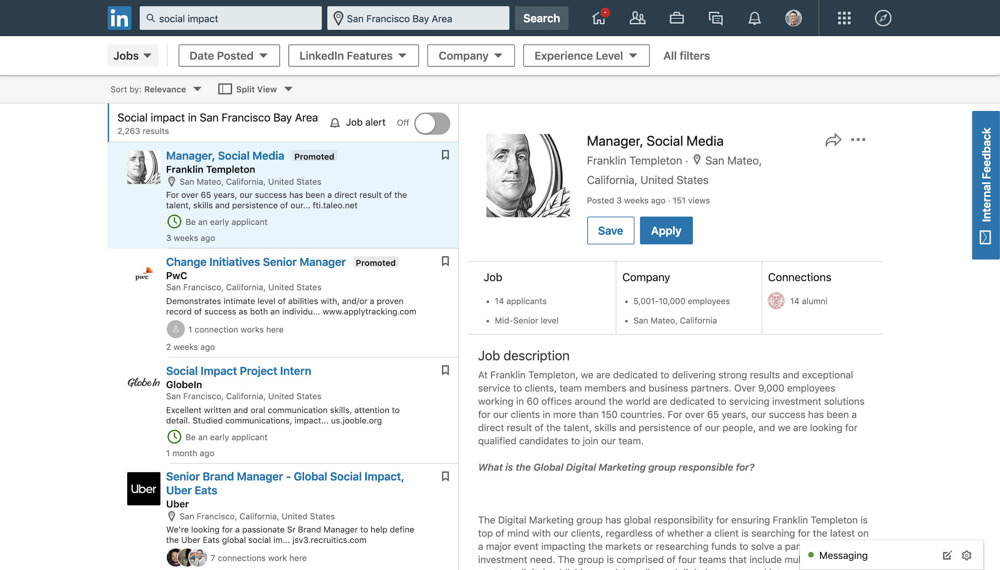 in
social impact
San Francisco Bay Area
Search
Jobs
Date Posted
LinkedIn Features
Company
Experience Level
All filters
Sort by: Relevance
Split View
Social impact in San Francisco Bay Area
2,263 results
Job alert
Off
Manager, Social Media
Promoted
Franklin Templeton
San Mateo, California, United States
For over 65 years, our success has been a direct result of the
talent, skills and persistence of our... fti.taleo.net
Be an early applicant
3 weeks ago
pwc
Change Initiatives Senior Manager
Promoted
PwC
San Francisco, California, United States
Demonstrates intimate level of abilities with, and/or a proven
record of success as both an individu... www.applytracking.com
1 connection works here
2 weeks ago
GlobeIn
Social Impact Project Intern
GlobeIn
San Francisco, California, United States
Excellent written and oral communication skills, attention to
detail. Studied communications, impact... us.jooble.org
Be an early applicant
1 month ago
Uber
Senior Brand Manager - Global Social Impact,
Uber Eats
Uber
San Francisco, California, United States
We’re looking for a passionate Sr Brand Manager to help define
the Uber Eats global social im... jsv3.recruitics.com
7 connections work here
Manager, Social Media
Franklin Templeton · San Mateo,
California, United States
Posted 3 weeks ago · 151 views
Save
Apply
Job
• 14 applicants
• Mid-Senior level
Company
• 5,001-10,000 employees
• San Mateo, California
Connections
14 alumni
Job description
At Franklin Templeton, we are dedicated to delivering strong results and exceptional
service to clients, team members and business partners. Over 9,000 employees
working in 60 offices around the world are dedicated to servicing investment solutions
for our clients in more than 150 countries. For over 65 years, our success has been a
direct result of the talent, skills and persistence of our people, and we are looking for
qualified candidates to join our team.
What is the Global Digital Marketing group responsible for?
The Digital Marketing group has global responsibility for ensuring Franklin Templeton is
top of mind with our clients, regardless of whether a client is searching for the latest on
a major event impacting the markets or researching funds to solve a par
investment need. The group is comprised of four teams that include mul
Internal Feedback
Messaging